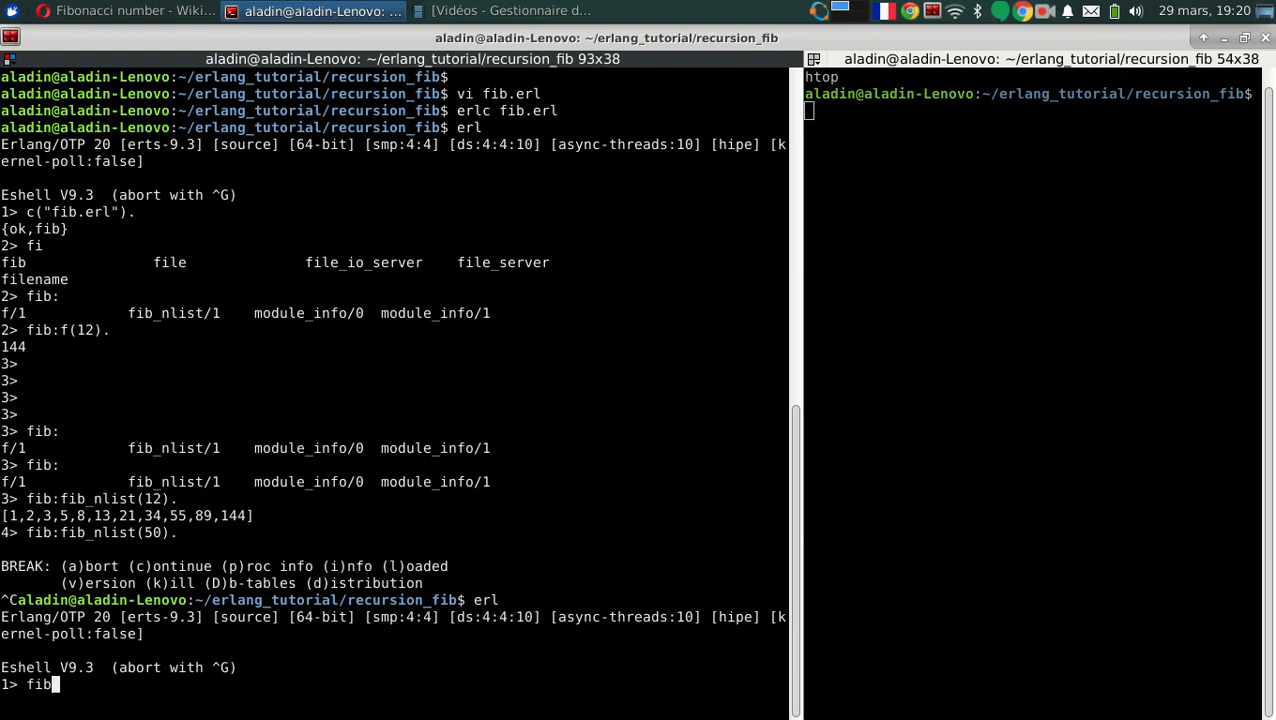 Fibonacci number - Wiki...
aladin@aladin-Lenovo: ...
[Vidéos - Gestionnaire d...
29 mars, 19:20
aladin@aladin-Lenovo: ~/erlang_tutorial/recursion_fib
aladin@aladin-Lenovo: ~/erlang_tutorial/recursion_fib 93x38
aladin@aladin-Lenovo:~/erlang_tutorial/recursion_fib$
aladin@aladin-Lenovo:~/erlang_tutorial/recursion_fib$ vi fib.erl
aladin@aladin-Lenovo:~/erlang_tutorial/recursion_fib$ erlc fib.erl
aladin@aladin-Lenovo:~/erlang_tutorial/recursion_fib$ erl
Erlang/OTP 20 [erts-9.3] [source] [64-bit] [smp:4:4] [ds:4:4:10] [async-threads:10] [hipe] [k
ernel-poll:false]
Eshell V9.3  (abort with ^G)
1> c("fib.erl").
{ok,fib}
2> fi
fib file file_io_server file_server
filename
2> fib:
f/1 fib_nlist/1 module_info/0 module_info/1
2> fib:f(12).
144
3>
3>
3>
3>
3> fib:
f/1 fib_nlist/1 module_info/0 module_info/1
3> fib:
f/1 fib_nlist/1 module_info/0 module_info/1
3> fib:fib_nlist(12).
[1,2,3,5,8,13,21,34,55,89,144]
4> fib:fib_nlist(50).
BREAK: (a)bort (c)ontinue (p)roc info (i)nfo (l)oaded
(v)ersion (k)ill (D)b-tables (d)istribution
^Caladin@aladin-Lenovo:~/erlang_tutorial/recursion_fib$ erl
Erlang/OTP 20 [erts-9.3] [source] [64-bit] [smp:4:4] [ds:4:4:10] [async-threads:10] [hipe] [k
ernel-poll:false]
Eshell V9.3  (abort with ^G)
1> fib
aladin@aladin-Lenovo: ~/erlang_tutorial/recursion_fib 54x38
htop
aladin@aladin-Lenovo:~/erlang_tutorial/recursion_fib$